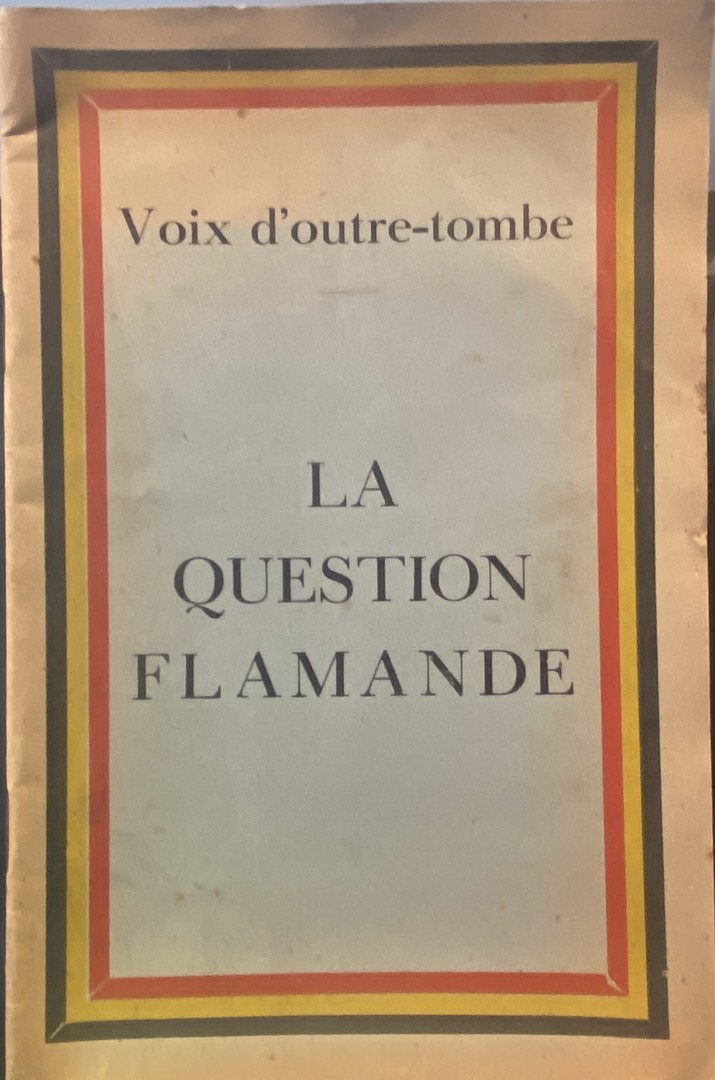 Voix d'outre-tombe
LA
QUESTION
FLAMANDE